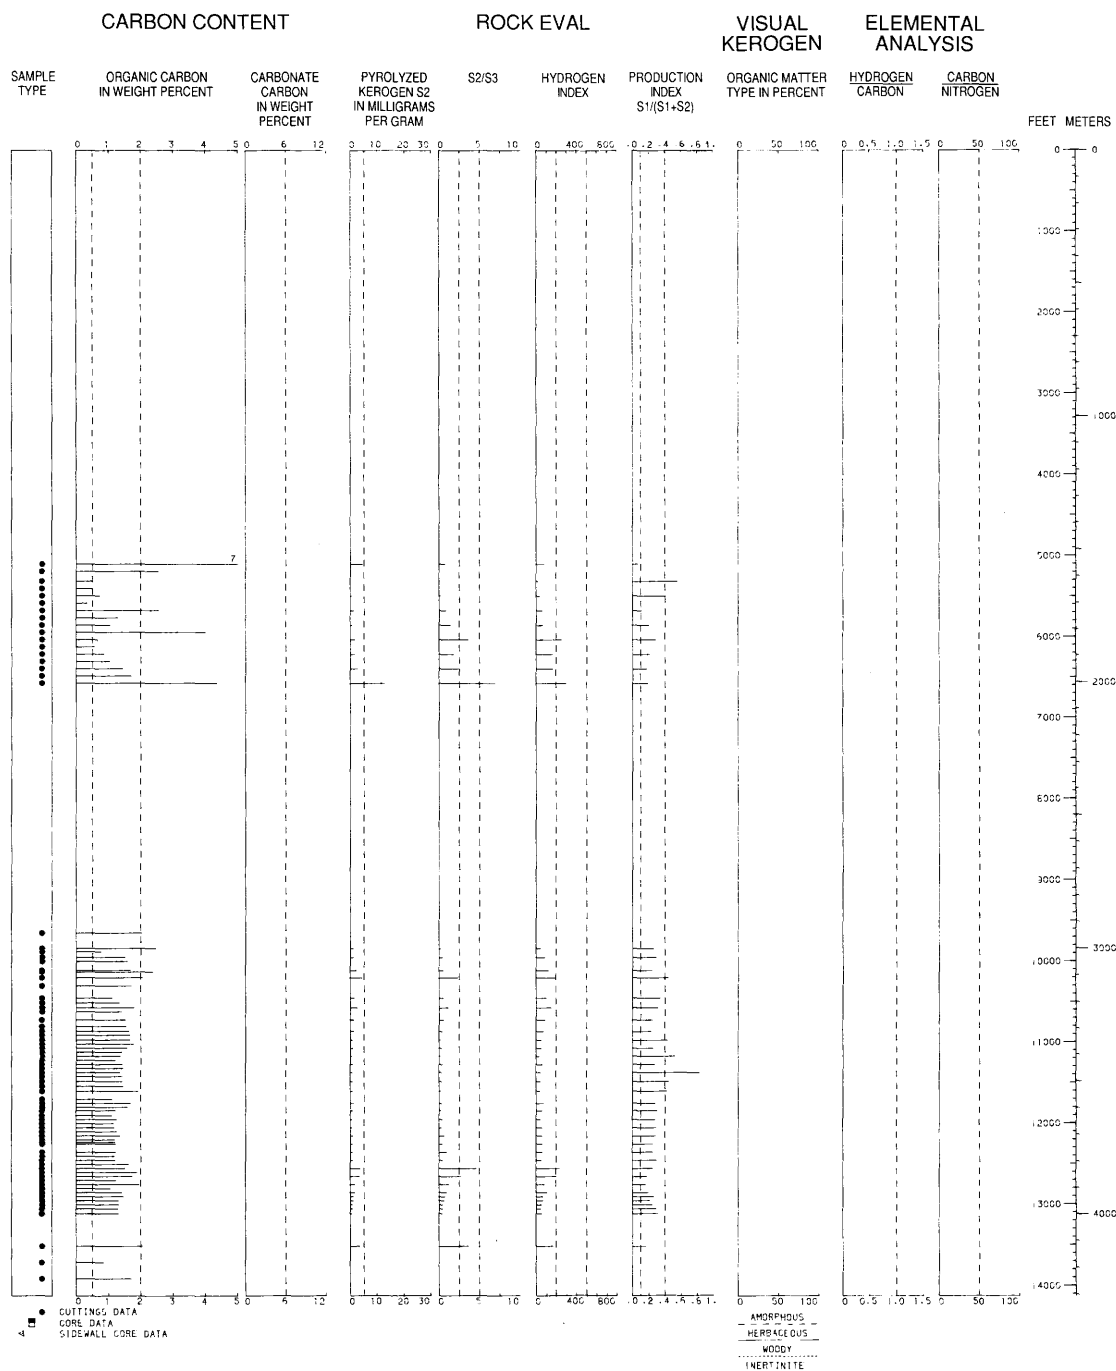 CARBON CONTENT
ROCK EVAL
VISUAL
KEROGEN
ELEMENTAL
ANALYSIS
SAMPLE
TYPE
ORGANIC CARBON
IN WEIGHT PERCENT
CARBONATE
CARBON
IN WEIGHT
PERCENT
PYROLYZED
KEROGEN S2
IN MILLIGRAMS
PER GRAM
S2/S3
HYDROGEN
INDEX
PRODUCTION
INDEX
S1/(S1+S2)
ORGANIC MATTER
TYPE IN PERCENT
HYDROGEN
CARBON
CARBON
NITROGEN
FEET METERS
0 1 2 3 4 5
0 6 12
0 10 20 30
0 5 10
0 400 800
.0 .2 .4 .6 .8 1.
0 50 100
0 0.5 1.0 1.5
0 50 100
0 0
1000
2000
3000
1000
4000
7
5000
6000
2000
7000
8000
9000
3000
10000
11000
12000
13000
4000
14000
0 1 2 3 4 5
0 6 12
0 10 20 30
0 5 10
0 400 800
.0 .2 .4 .6 .8 1.
0 50 100
0 0.5 1.0 1.5
0 50 100
CUTTINGS DATA
CORE DATA
SIDEWALL CORE DATA
AMORPHOUS
HERBACEOUS
WOODY
INERTINITE